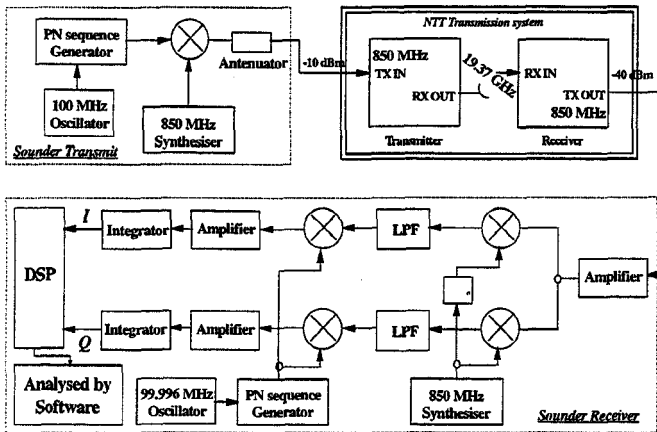 PN sequence
Generator
Antenuator
100 MHz
Oscillator
850 MHz
Synthesiser
Sounder Transmit
-10 dBm
NTT Transmission system
850 MHz
TX IN
RX OUT
Transmitter
19.37 GHz
RX IN
TX OUT
850 MHz
Receiver
-40 dBm
DSP
I
Integrator
Amplifier
LPF
Amplifier
Q
Integrator
Amplifier
LPF
Analysed by
Software
99.996 MHz
Oscillator
PN sequence
Generator
850 MHz
Synthesiser
Sounder Receiver